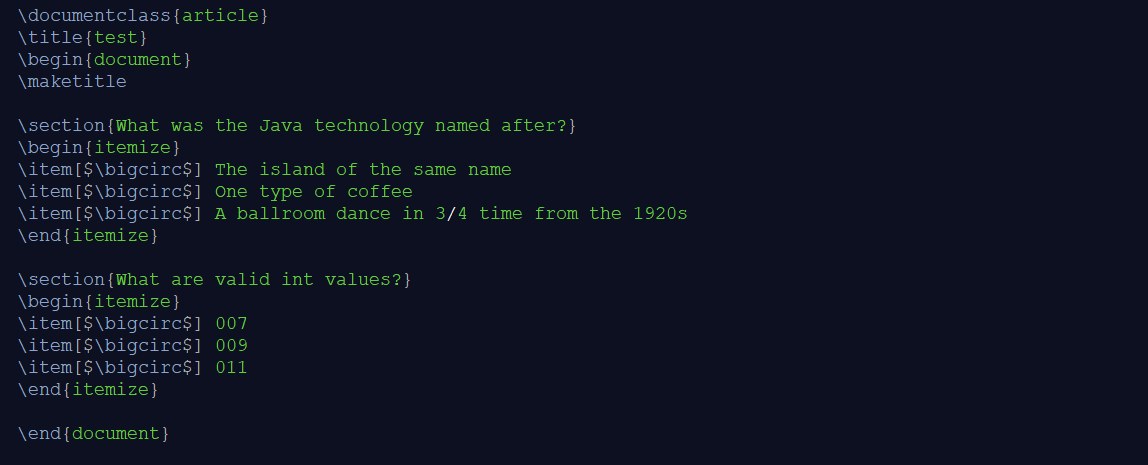 \documentclass{article}
\title{test}
\begin{document}
\maketitle

\section{What was the Java technology named after?}
\begin{itemize}
\item[$\bigcirc$] The island of the same name
\item[$\bigcirc$] One type of coffee
\item[$\bigcirc$] A ballroom dance in 3/4 time from the 1920s
\end{itemize}

\section{What are valid int values?}
\begin{itemize}
\item[$\bigcirc$] 007
\item[$\bigcirc$] 009
\item[$\bigcirc$] 011
\end{itemize}

\end{document}